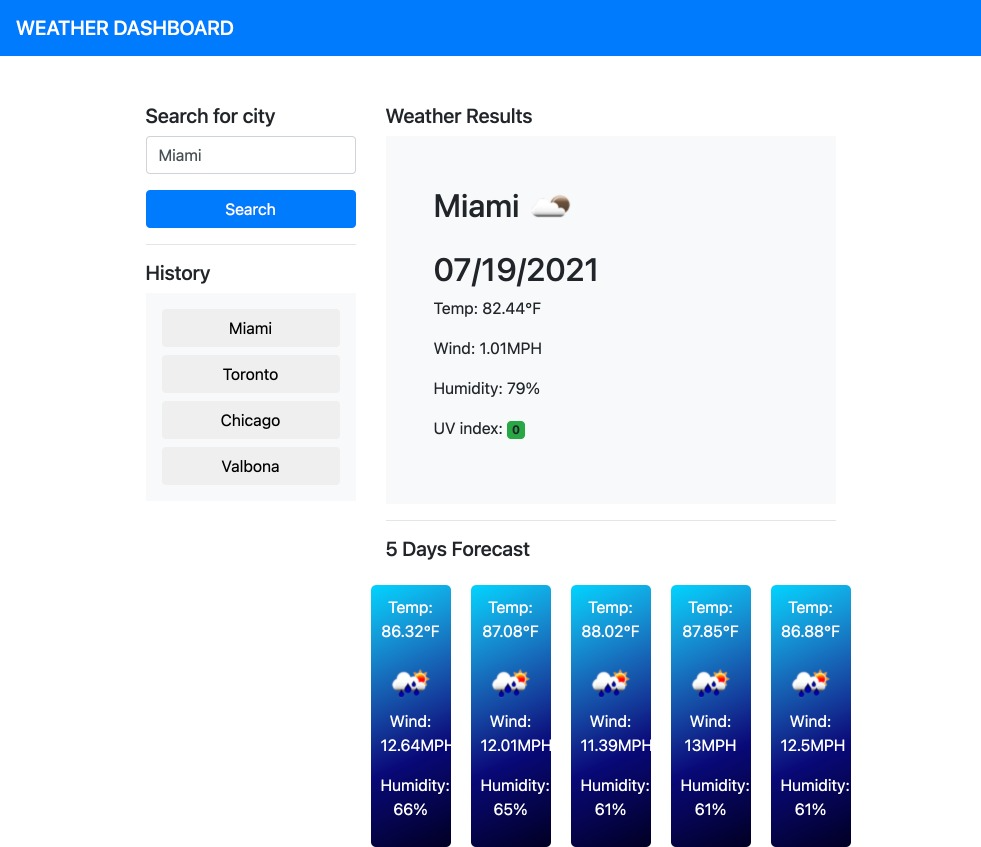 WEATHER DASHBOARD
Search for city
Miami
Search
History
Miami
Toronto
Chicago
Valbona
Weather Results
Miami
07/19/2021
Temp: 82.44°F
Wind: 1.01MPH
Humidity: 79%
UV index: 0
5 Days Forecast
Temp:
86.32°F
Wind:
12.64MPH
Humidity:
66%
Temp:
87.08°F
Wind:
12.01MPH
Humidity:
65%
Temp:
88.02°F
Wind:
11.39MPH
Humidity:
61%
Temp:
87.85°F
Wind:
13MPH
Humidity:
61%
Temp:
86.88°F
Wind:
12.5MPH
Humidity:
61%